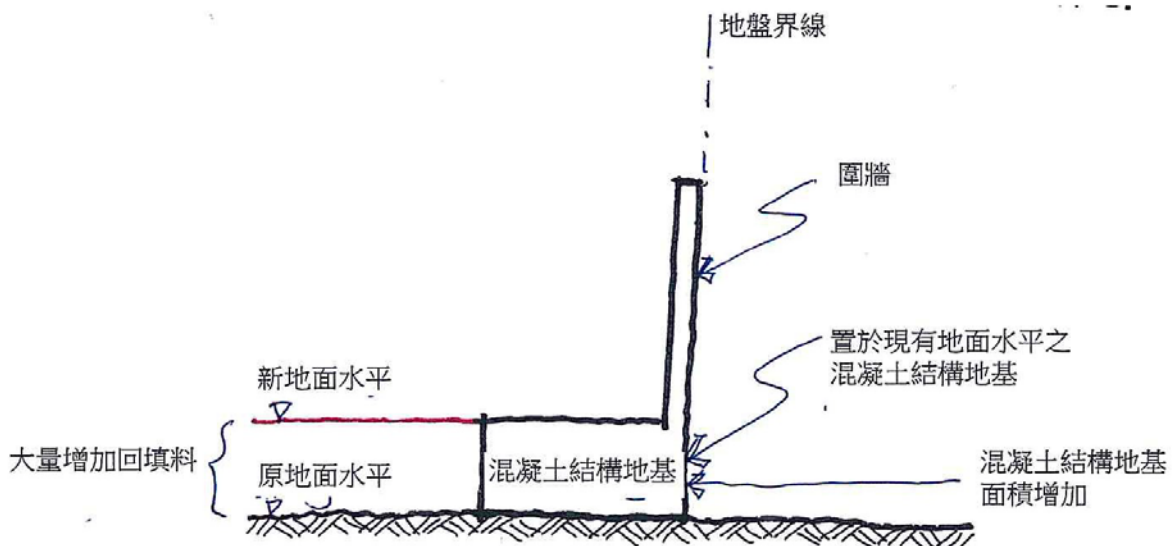 地盤界線
圍牆
置於現有地面水平之
混凝土結構地基
新地面水平
大量增加回填料
原地面水平
混凝土結構地基
混凝土結構地基
面積增加